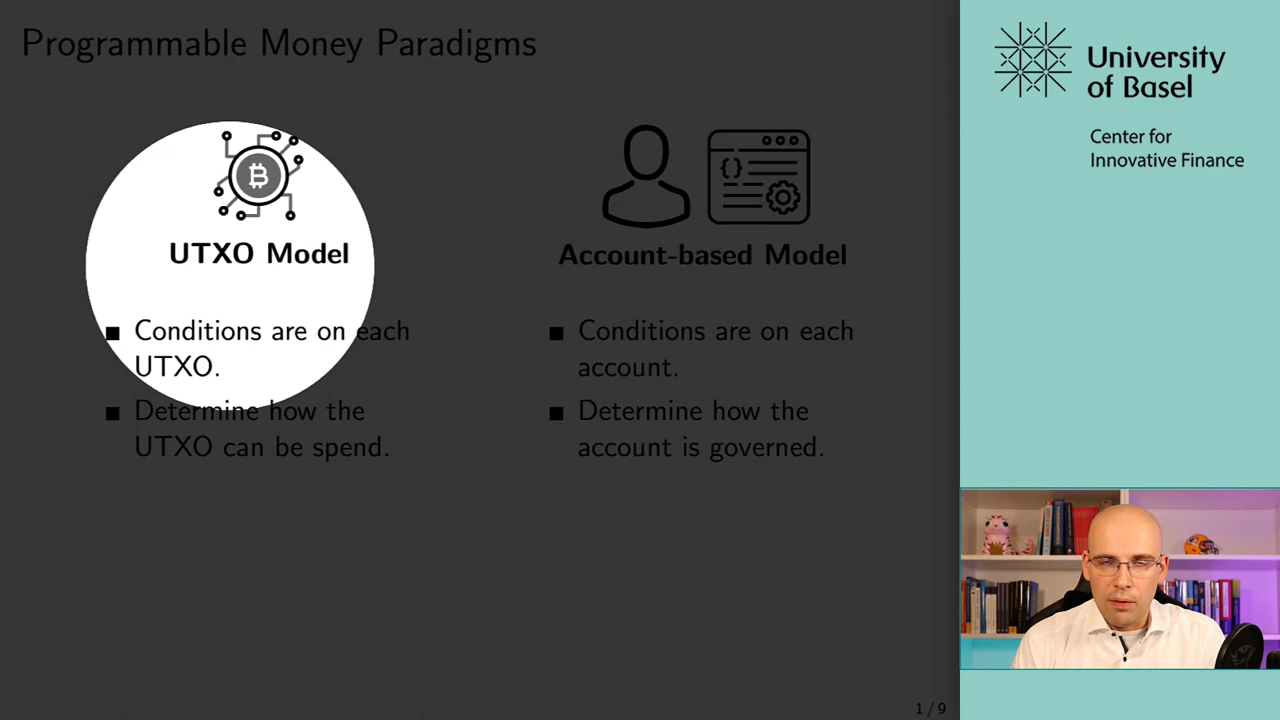 Programmable Money Paradigms
UTXO Model
Conditions are on each
UTXO.
Determine how the
UTXO can be spend.
Account-based Model
Conditions are on each
account.
Determine how the
account is governed.
1 / 9
University
of Basel
Center for
Innovative Finance